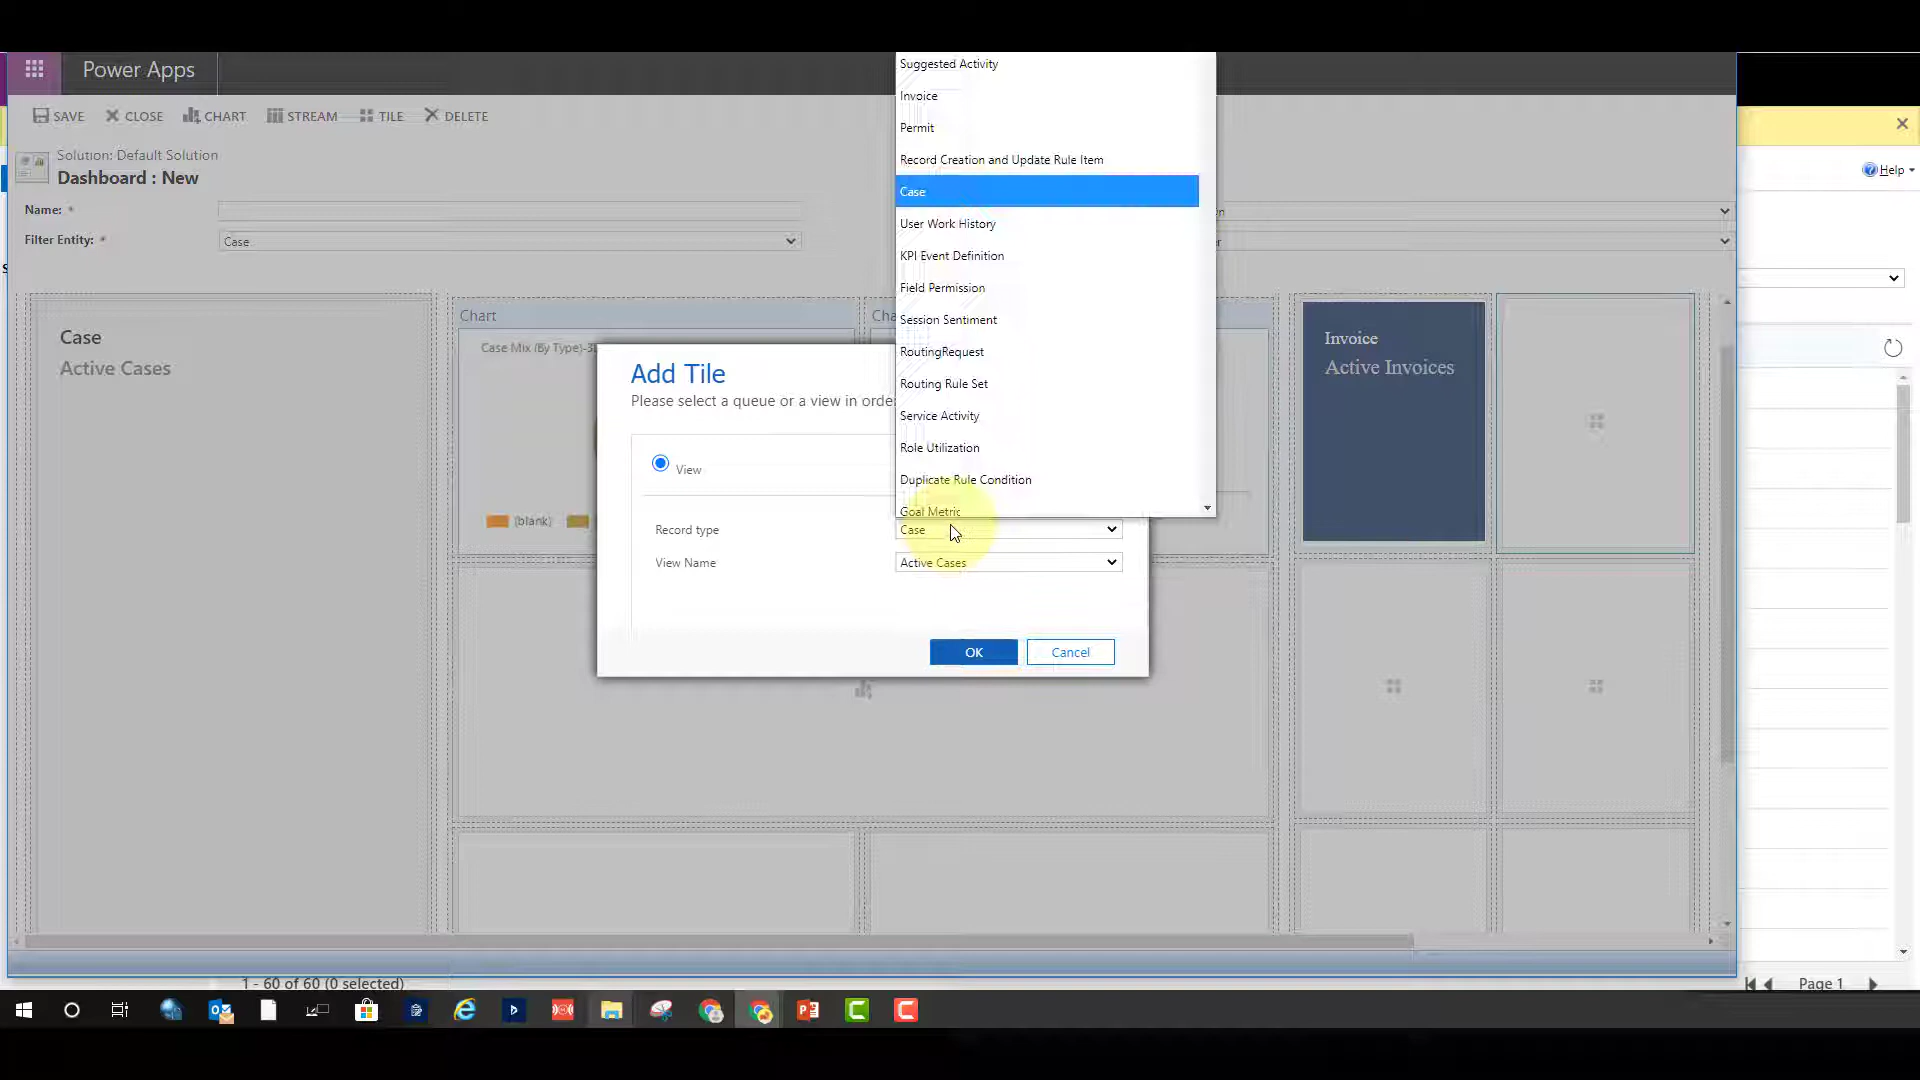 Power Apps
SAVE CLOSE CHART STREAM TILE DELETE
Solution: Default Solution
Dashboard : New
Name: *
Filter Entity: * Case
Help
Suggested Activity
Invoice
Permit
Record Creation and Update Rule Item
Case
User Work History
KPI Event Definition
Field Permission
Session Sentiment
RoutingRequest
Routing Rule Set
Service Activity
Role Utilization
Duplicate Rule Condition
Goal Metric
Case
Active Cases
Chart
Case Mix (By Type)
(blank)
Add Tile
Please select a queue or a view in
View
Record type Case
View Name Active Cases
OK Cancel
Invoice
Active Invoices
1 - 60 of 60 (0 selected)
Page 1